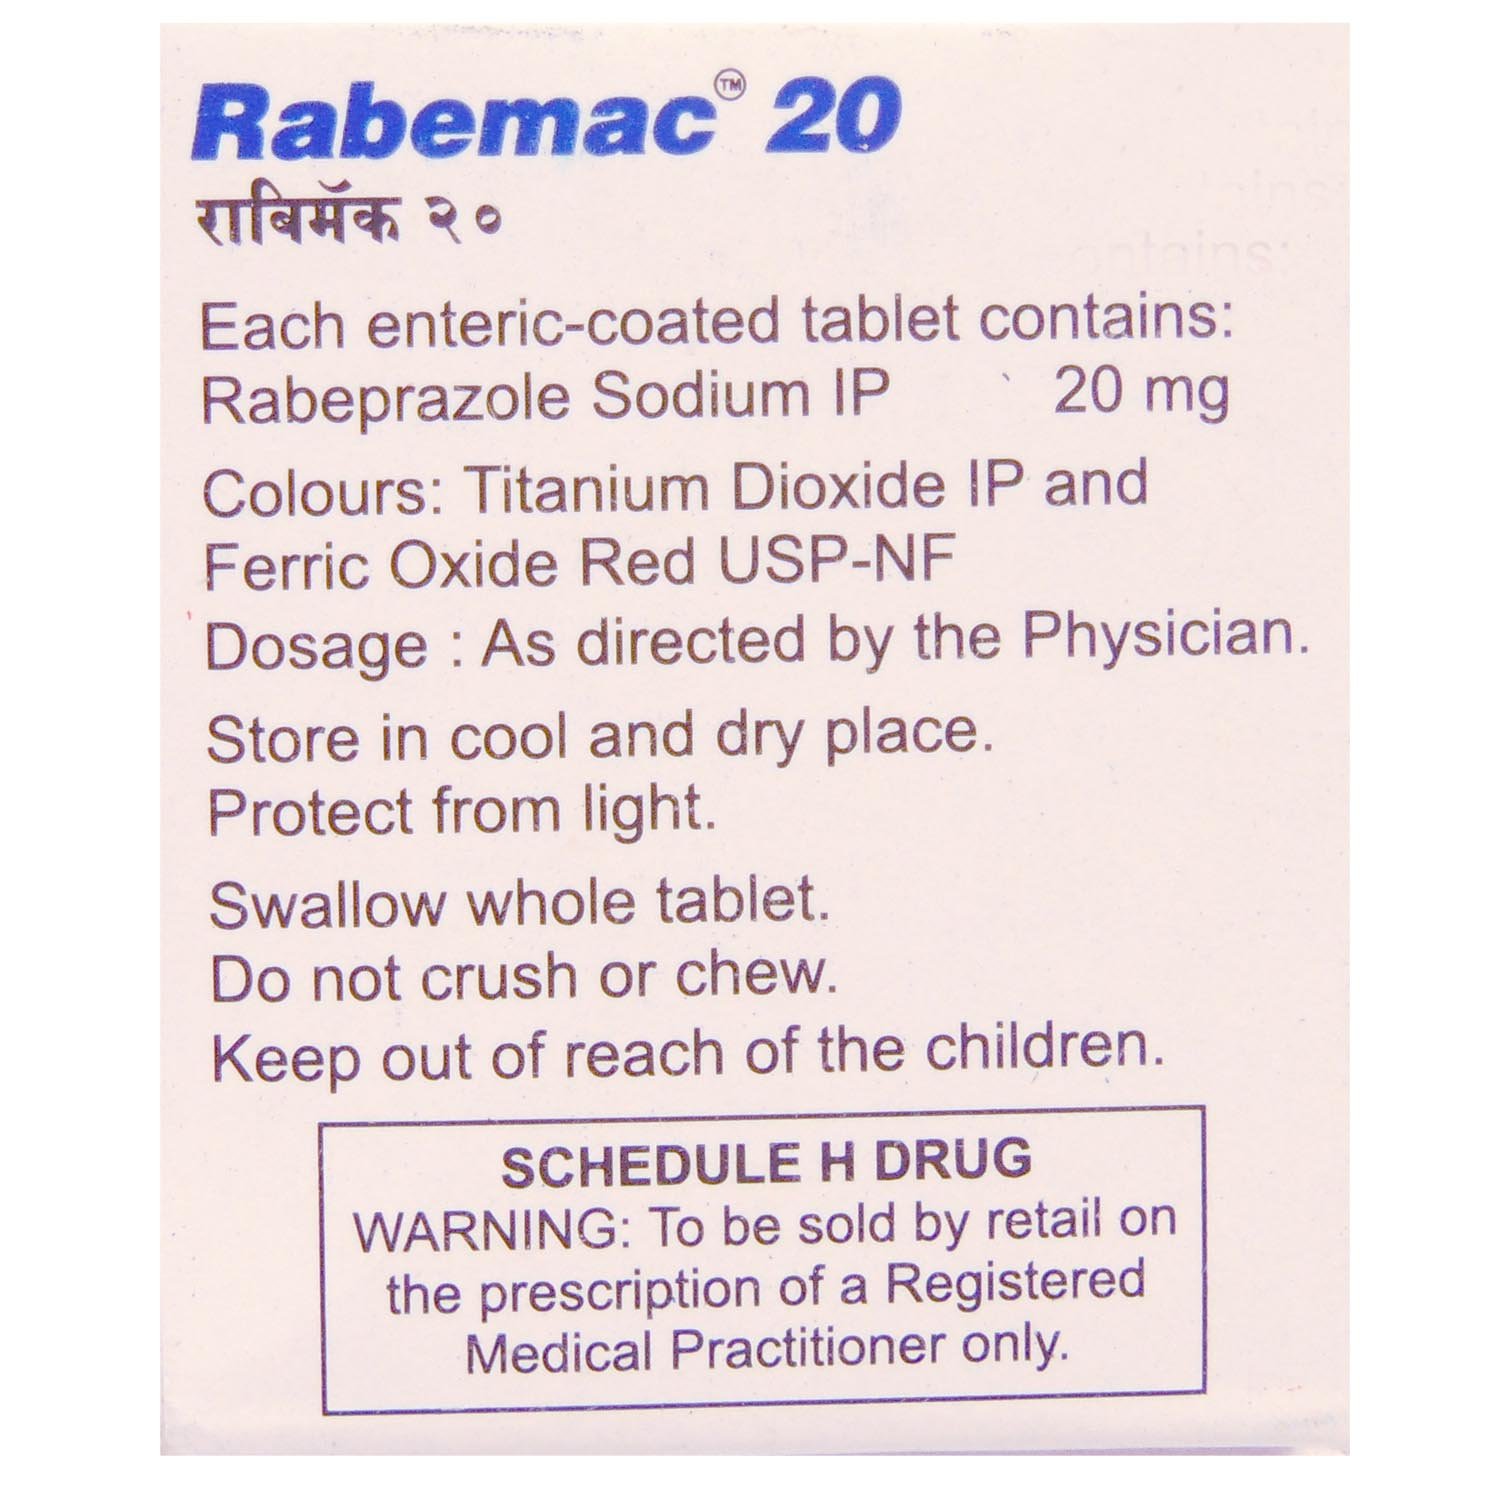 Rabemac™ 20
राबिमॅक २०
Each enteric-coated tablet contains:
Rabeprazole Sodium IP 20 mg
Colours: Titanium Dioxide IP and
Ferric Oxide Red USP-NF
Dosage : As directed by the Physician.
Store in cool and dry place.
Protect from light.
Swallow whole tablet.
Do not crush or chew.
Keep out of reach of the children.
SCHEDULE H DRUG
WARNING: To be sold by retail on
the prescription of a Registered
Medical Practitioner only.